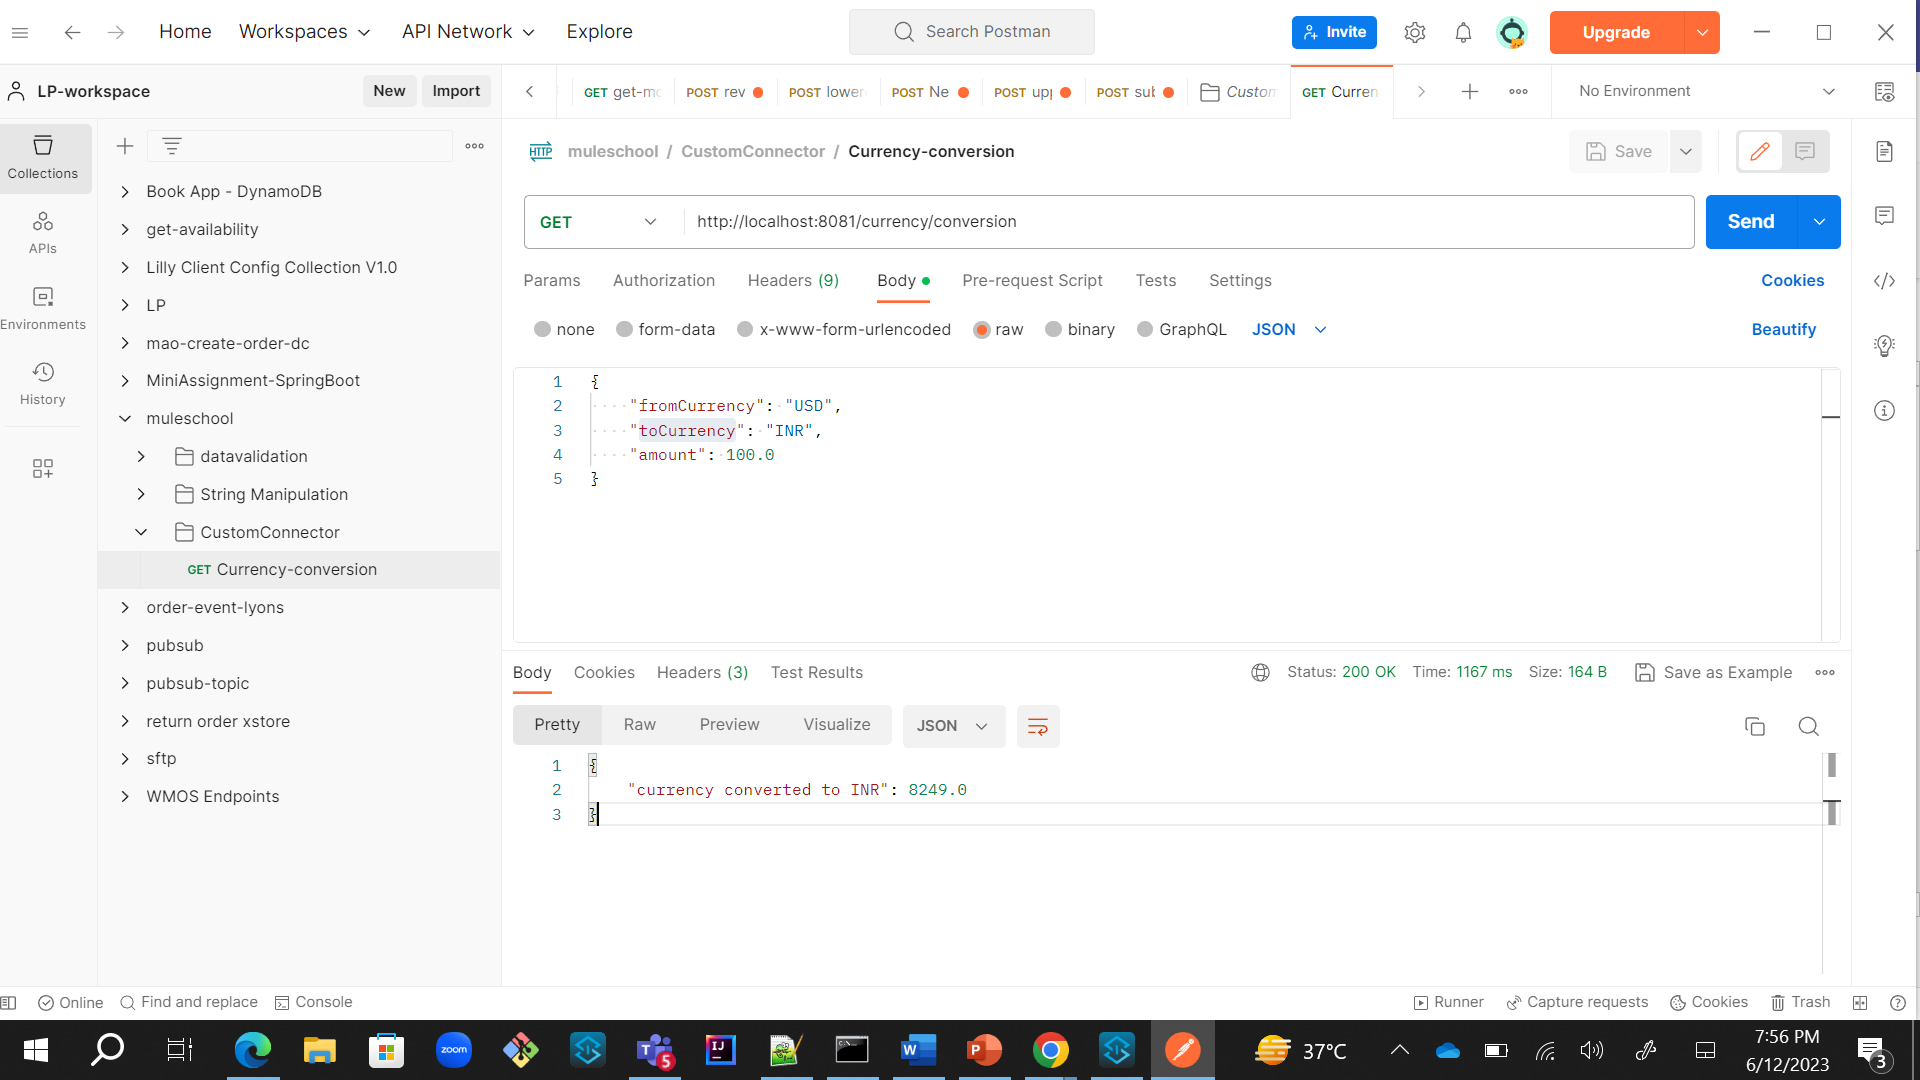 Home
Workspaces
API Network
Explore
Search Postman
Invite
Upgrade
LP-workspace
New
Import
GET get-mo
POST rev
POST lower
POST Ne
POST upp
POST sub
Custom
GET Curren
No Environment
Collections
APIs
Environments
History
Book App - DynamoDB
get-availability
Lilly Client Config Collection V1.0
LP
mao-create-order-dc
MiniAssignment-SpringBoot
muleschool
datavalidation
String Manipulation
CustomConnector
GET Currency-conversion
order-event-lyons
pubsub
pubsub-topic
return order xstore
sftp
WMOS Endpoints
HTTP muleschool / CustomConnector / Currency-conversion
Save
GET http://localhost:8081/currency/conversion
Send
Params Authorization Headers (9) Body Pre-request Script Tests Settings
Cookies
none form-data x-www-form-urlencoded raw binary GraphQL JSON
Beautify
1 {
2 "fromCurrency": "USD",
3 "toCurrency": "INR",
4 "amount": 100.0
5 }
Body Cookies Headers (3) Test Results
Status: 200 OK Time: 1167 ms Size: 164 B Save as Example
Pretty Raw Preview Visualize JSON
1 {
2 "currency converted to INR": 8249.0
3 }
Online Find and replace Console
Runner Capture requests Cookies Trash
zoom
5
IJ
W
P
37°C
7:56 PM
6/12/2023
3